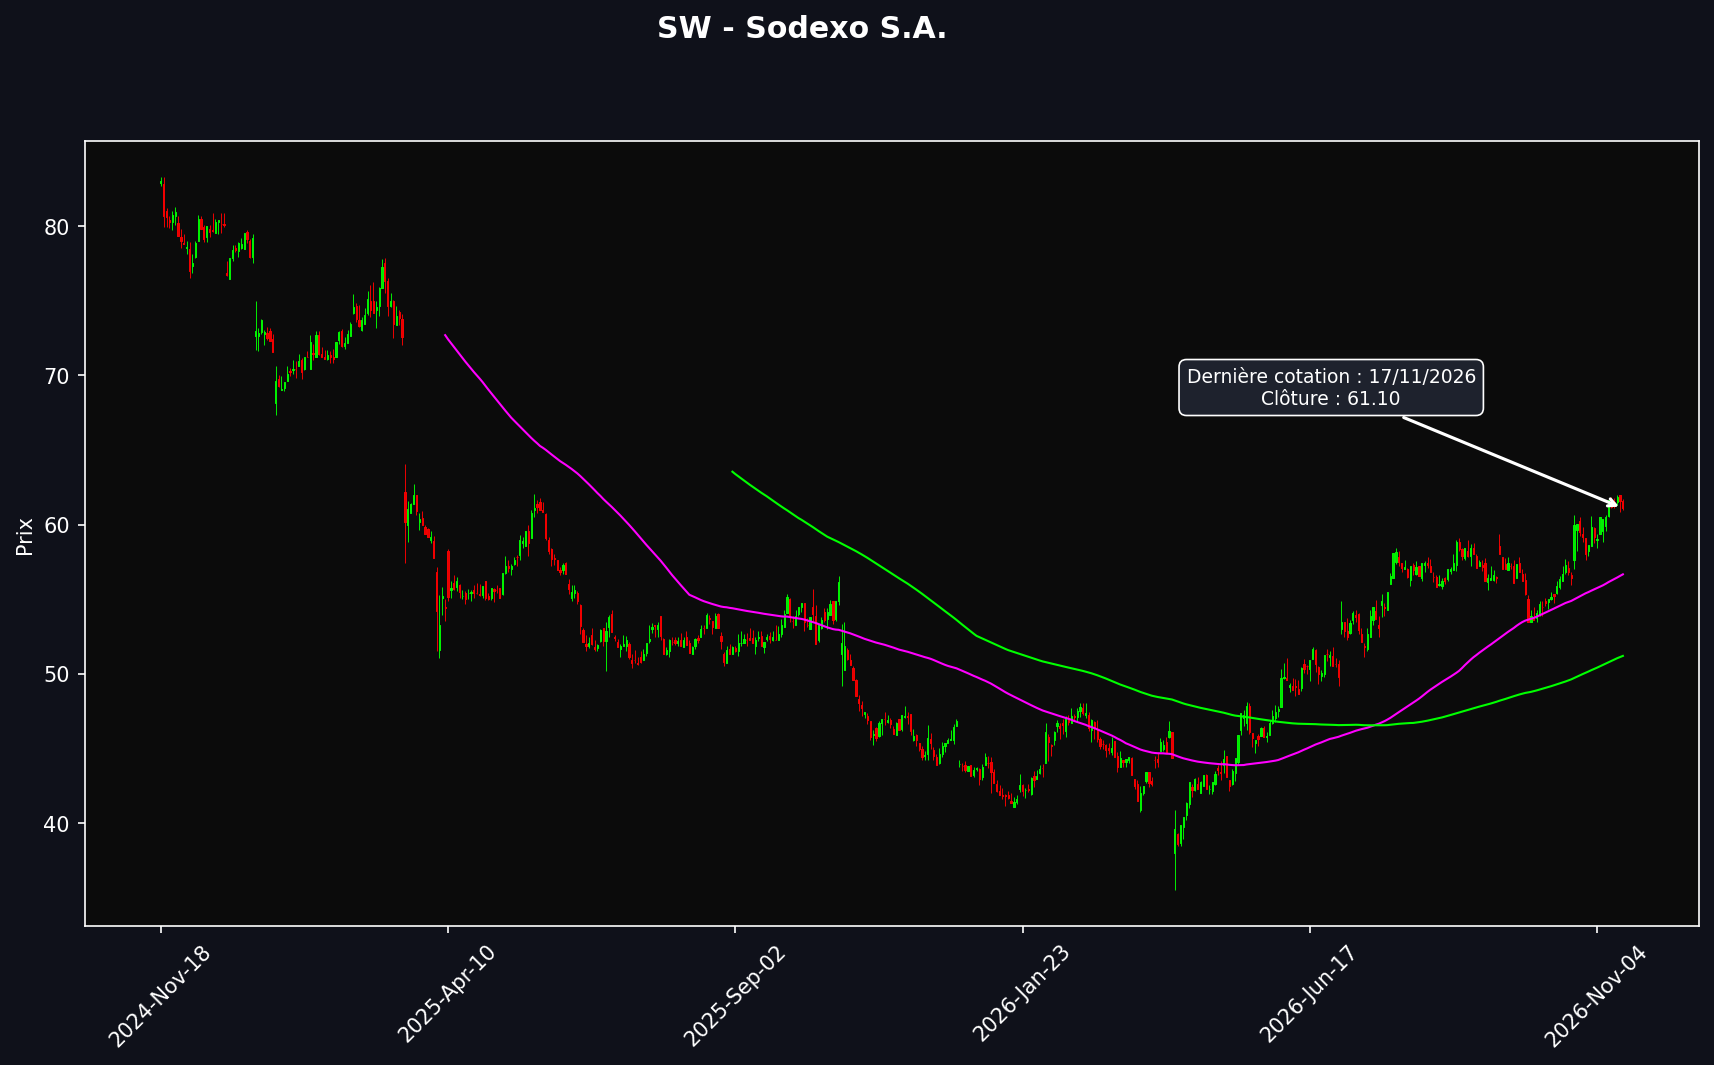 SW - Sodexo S.A.
80
70
60
50
40
Prix
Dernière cotation : 17/11/2026
Clôture : 61.10
2024-Nov-18
2025-Apr-10
2025-Sep-02
2026-Jan-23
2026-Jun-17
2026-Nov-04